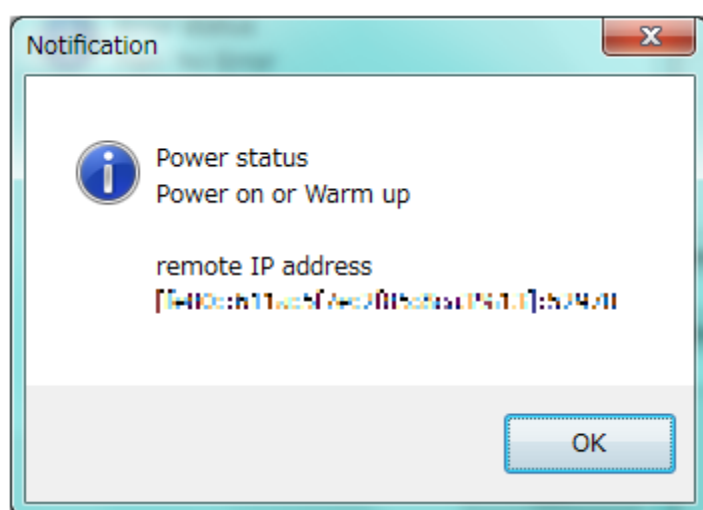 Notification
Power status
Power on or Warm up
remote IP address
OK